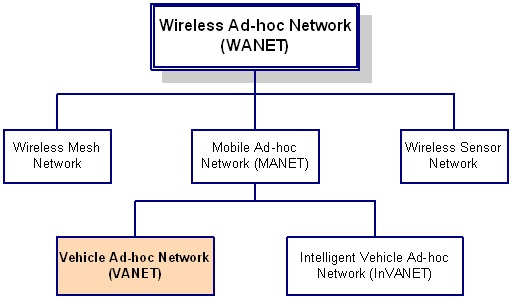 Wireless Ad-hoc Network
(WANET)
Wireless Mesh
Network
Mobile Ad-hoc
Network (MANET)
Wireless Sensor
Network
Vehicle Ad-hoc Network
(VANET)
Intelligent Vehicle Ad-hoc
Network (InVANET)